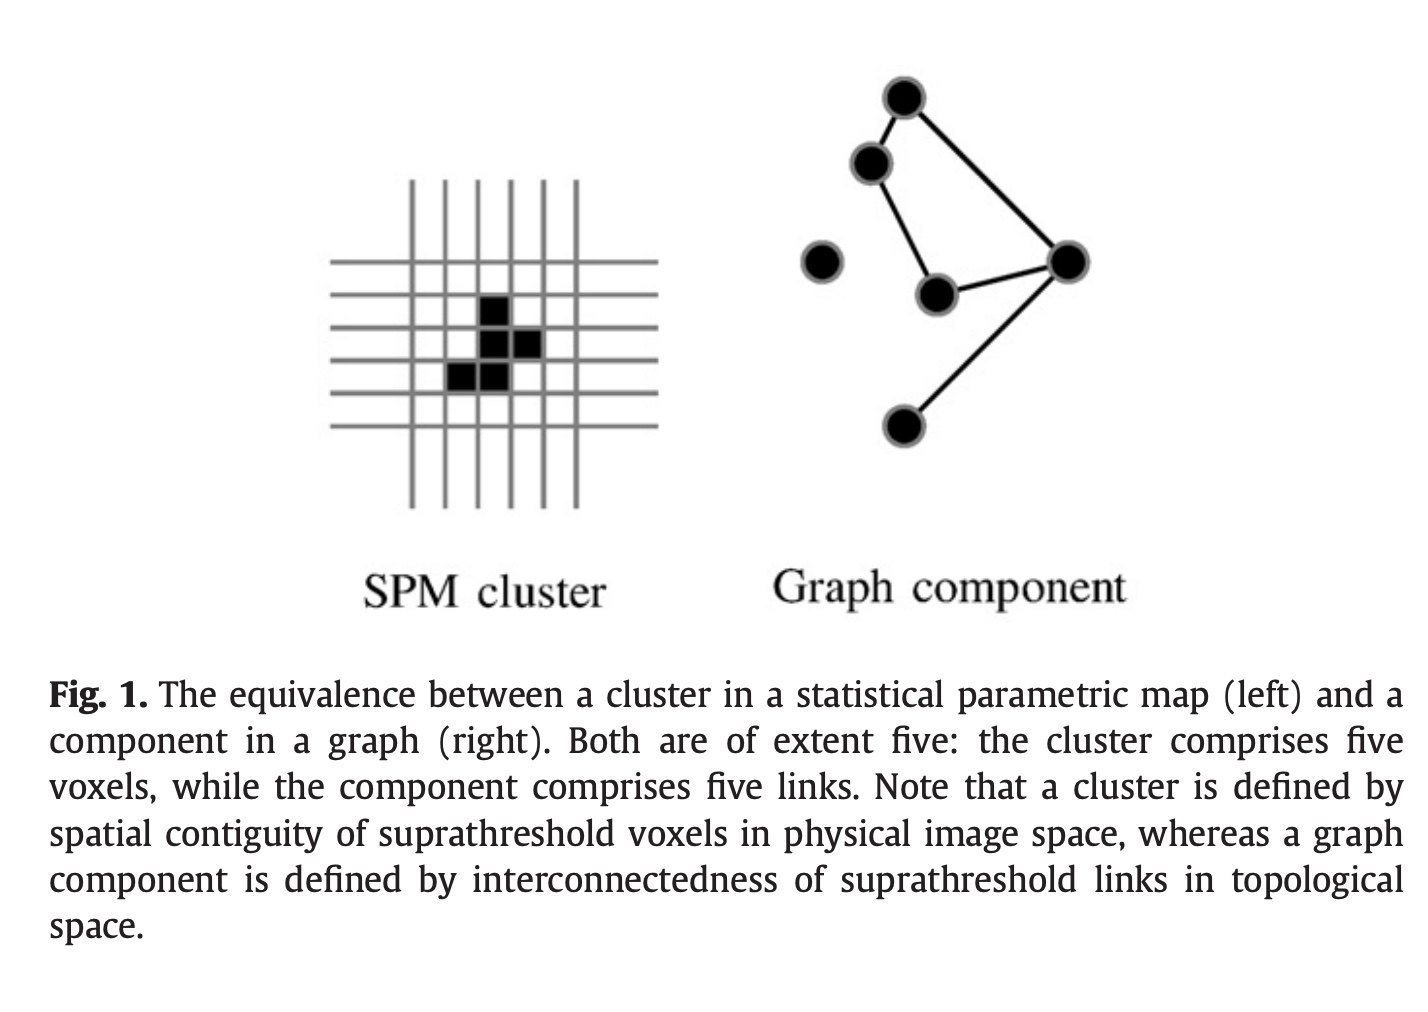 SPM cluster
Graph component
Fig. 1. The equivalence between a cluster in a statistical parametric map (left) and a
component in a graph (right). Both are of extent five: the cluster comprises five
voxels, while the component comprises five links. Note that a cluster is defined by
spatial contiguity of suprathreshold voxels in physical image space, whereas a graph
component is defined by interconnectedness of suprathreshold links in topological
space.